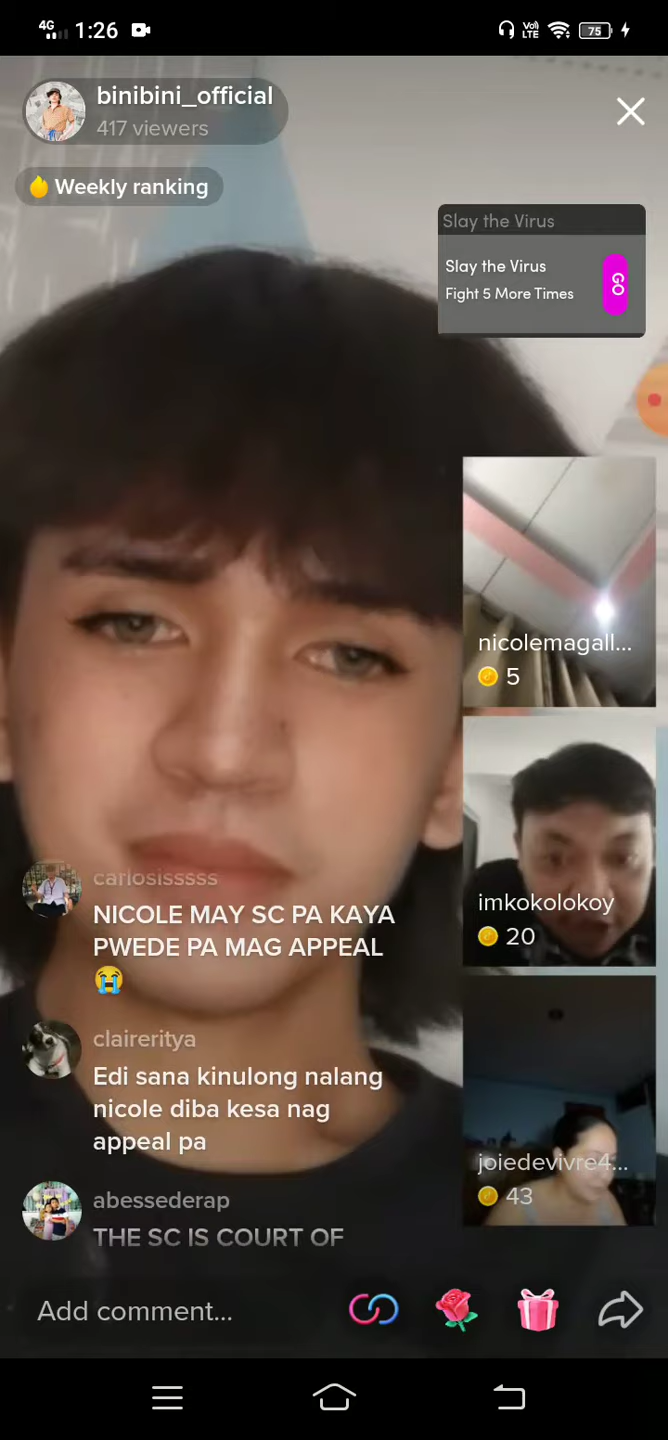 4G 1:26 Vo) LTE 75
binibini_official
417 viewers
Weekly ranking
Slay the Virus
Slay the Virus
Fight 5 More Times
GO
nicolemagall...
5
imkokolokoy
20
carlosisssss
NICOLE MAY SC PA KAYA
PWEDE PA MAG APPEAL
claireritya
Edi sana kinulong nalang
nicole diba kesa nag
appeal pa
joiedevivre4...
43
abessederap
THE SC IS COURT OF
Add comment...